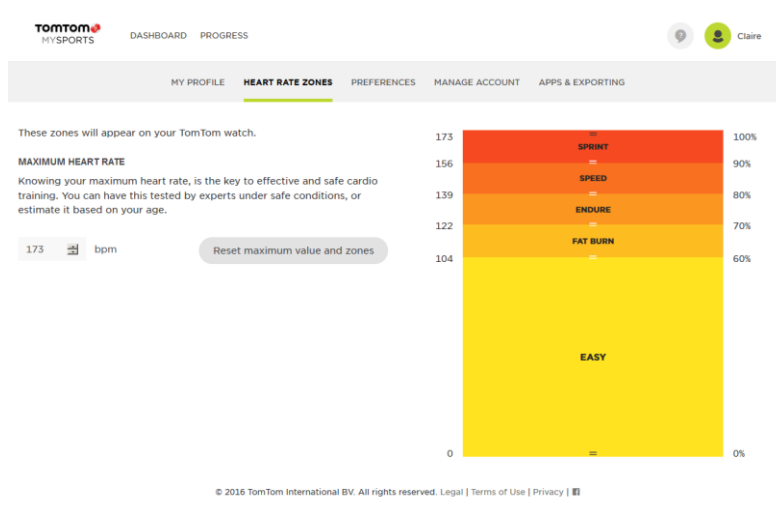 TOMTOM
MYSPORTS
DASHBOARD PROGRESS
?
Claire
MY PROFILE HEART RATE ZONES PREFERENCES MANAGE ACCOUNT APPS & EXPORTING
These zones will appear on your TomTom watch.
MAXIMUM HEART RATE
Knowing your maximum heart rate, is the key to effective and safe cardio
training. You can have this tested by experts under safe conditions, or
estimate it based on your age.
173 bpm
Reset maximum value and zones
173 100%
SPRINT
156 90%
SPEED
139 80%
ENDURE
122 70%
FAT BURN
104 60%
EASY
0 0%
© 2016 TomTom International BV. All rights reserved. Legal | Terms of Use | Privacy |